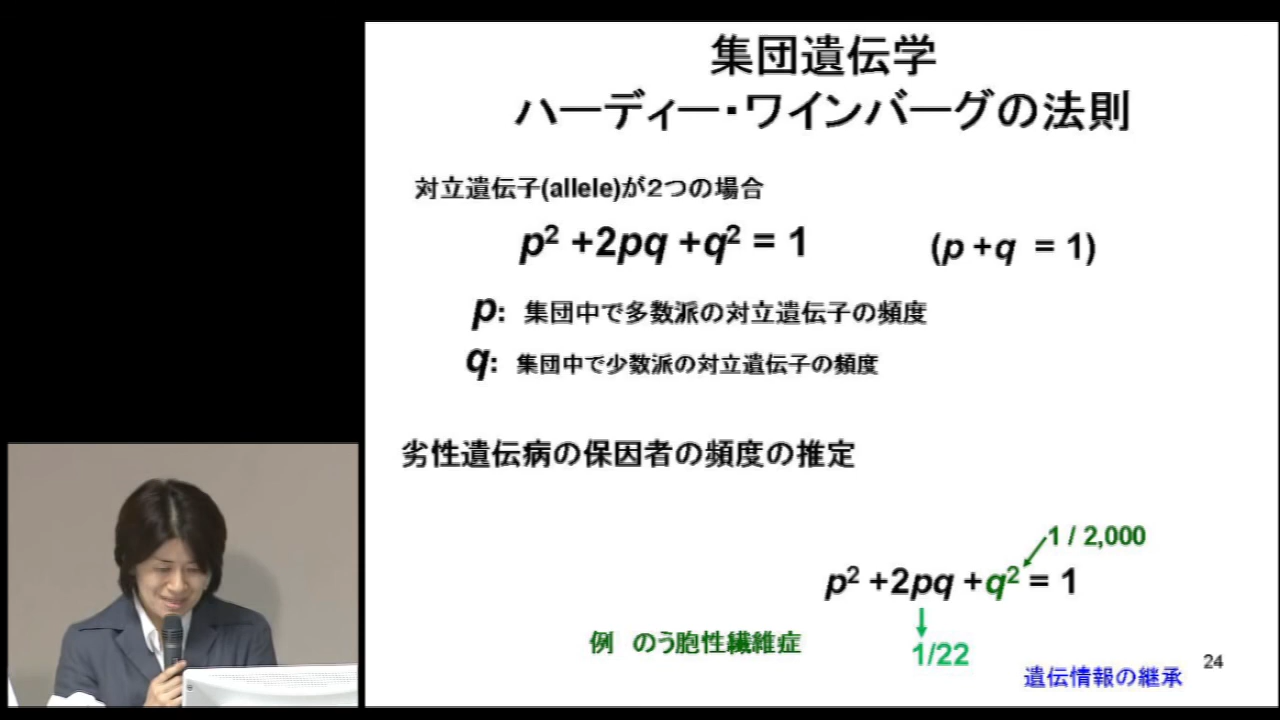 集団遺伝学
ハーディー・ワインバーグの法則
対立遺伝子(allele)が２つの場合
p² +2pq +q² = 1 (p +q = 1)
p: 集団中で多数派の対立遺伝子の頻度
q: 集団中で少数派の対立遺伝子の頻度
劣性遺伝病の保因者の頻度の推定
1 / 2,000
p² +2pq +q² = 1
例 のう胞性繊維症
1/22
24
遺伝情報の継承